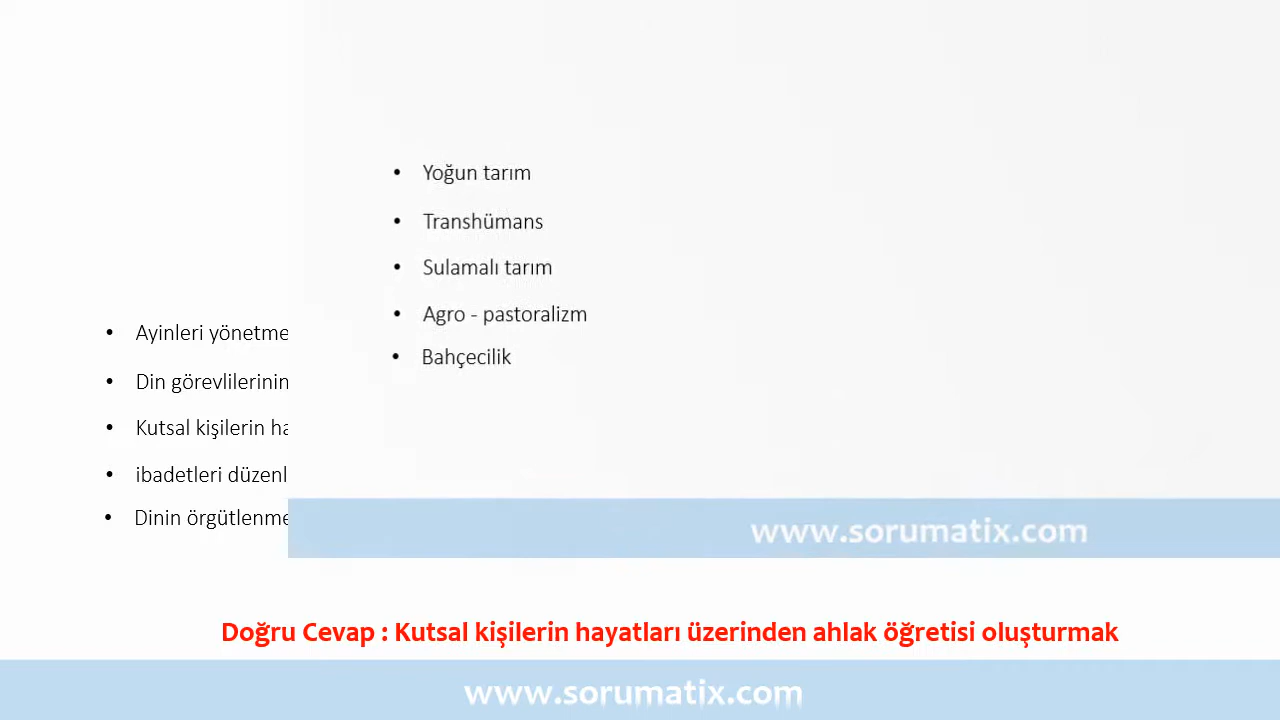 • Yoğun tarım
• Transhümans
• Sulamalı tarım
• Agro - pastoralizm
• Bahçecilik
• Ayinleri yönetme
• Din görevlilerinin
• Kutsal kişilerin ha
• ibadetleri düzenl
• Dinin örgütlenme
www.sorumatix.com
Doğru Cevap : Kutsal kişilerin hayatları üzerinden ahlak öğretisi oluşturmak
www.sorumatix.com